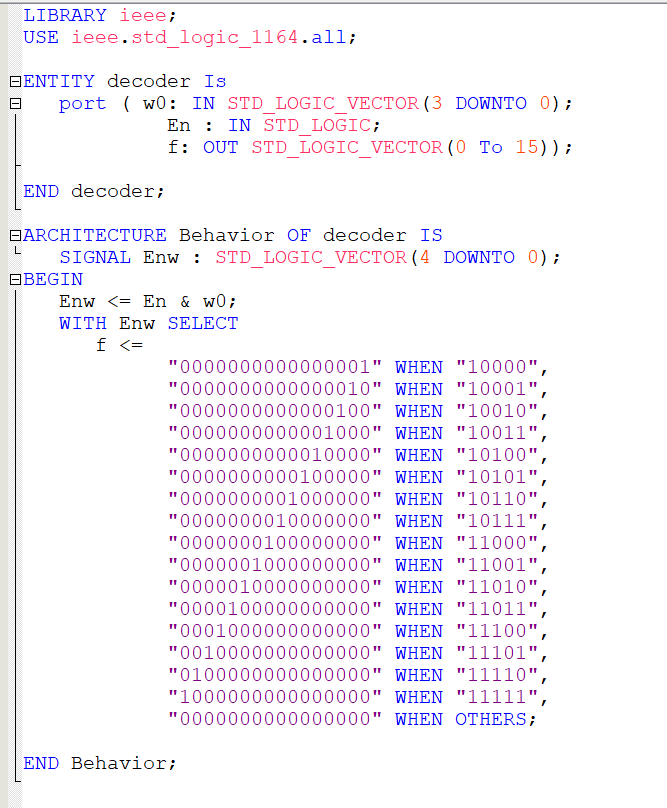 LIBRARY ieee;
USE ieee.std_logic_1164.all;
ENTITY decoder Is
port ( w0: IN STD_LOGIC_VECTOR(3 DOWNTO 0);
En : IN STD_LOGIC;
f: OUT STD_LOGIC_VECTOR(0 To 15));
END decoder;
ARCHITECTURE Behavior OF decoder IS
SIGNAL Enw : STD_LOGIC_VECTOR(4 DOWNTO 0);
BEGIN
Enw <= En & w0;
WITH Enw SELECT
f <=
"0000000000000001" WHEN "10000",
"0000000000000010" WHEN "10001",
"0000000000000100" WHEN "10010",
"0000000000001000" WHEN "10011",
"0000000000010000" WHEN "10100",
"0000000000100000" WHEN "10101",
"0000000001000000" WHEN "10110",
"0000000010000000" WHEN "10111",
"0000000100000000" WHEN "11000",
"0000001000000000" WHEN "11001",
"0000010000000000" WHEN "11010",
"0000100000000000" WHEN "11011",
"0001000000000000" WHEN "11100",
"0010000000000000" WHEN "11101",
"0100000000000000" WHEN "11110",
"1000000000000000" WHEN "11111",
"0000000000000000" WHEN OTHERS;
END Behavior;